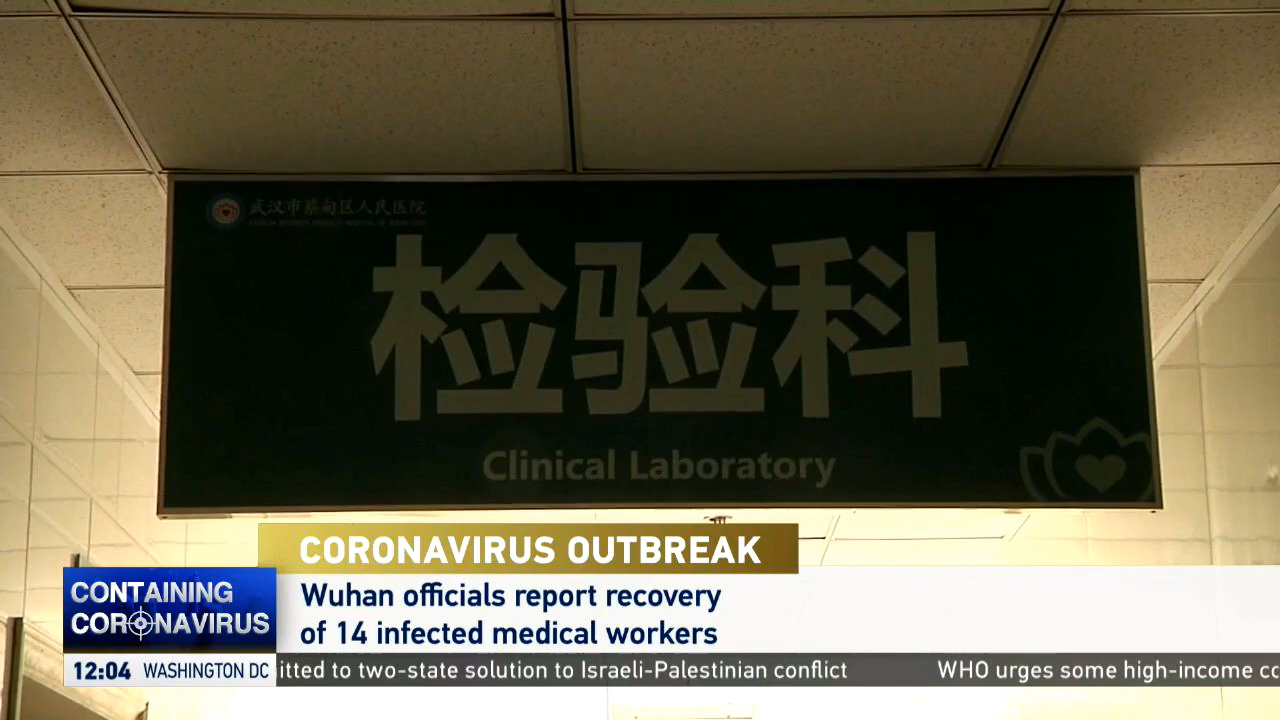 武汉市蔡甸区人民医院
检验科
Clinical Laboratory
CORONAVIRUS OUTBREAK
CONTAINING
CORONAVIRUS
Wuhan officials report recovery
of 14 infected medical workers
12:04 WASHINGTON DC itted to two-state solution to Israeli-Palestinian conflict WHO urges some high-income cc